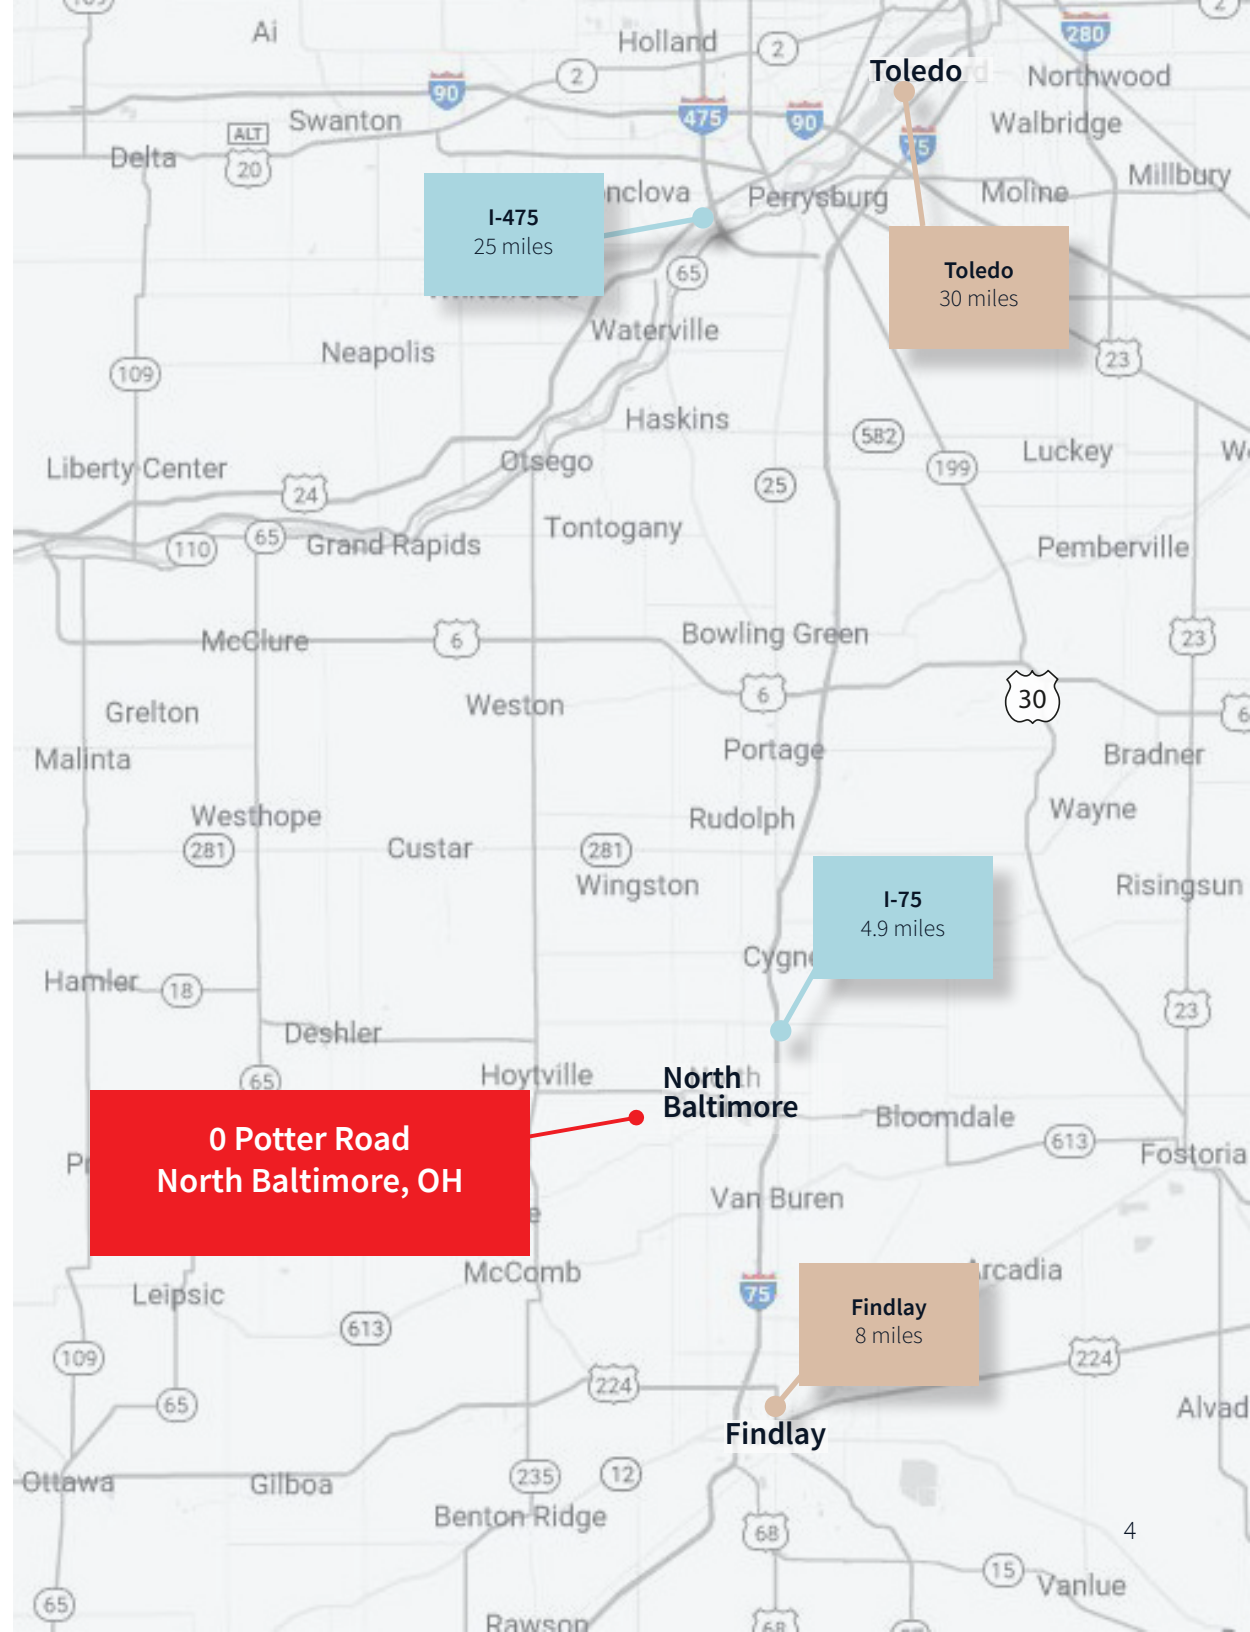 Ai
Holland
2
2
280
Toledo
Northwood
90
2
475
90
Swanton
Walbridge
ALT
20
75
Delta
Millbury
Perrysburg
Moline
I-475
25 miles
65
Toledo
30 miles
Waterville
Neapolis
23
109
Haskins
582
Luckey
Liberty Center
Otsego
199
24
25
Tontogany
65
110
Grand Rapids
Pemberville
McClure
6
Bowling Green
23
6
30
Grelton
Weston
6
Malinta
Portage
Bradner
Westhope
Rudolph
Wayne
281
Custar
281
Wingston
Risingsun
I-75
4.9 miles
Hamler
18
23
Deshler
Hoytville
North
Baltimore
65
Bloomdale
0 Potter Road
North Baltimore, OH
613
Fostoria
Van Buren
McComb
Arcadia
Leipsic
75
Findlay
8 miles
613
109
224
224
65
Alvad
Findlay
Ottawa
Gilboa
235
12
Benton Ridge
68
4
15
Vanlue
65
Rawson
68